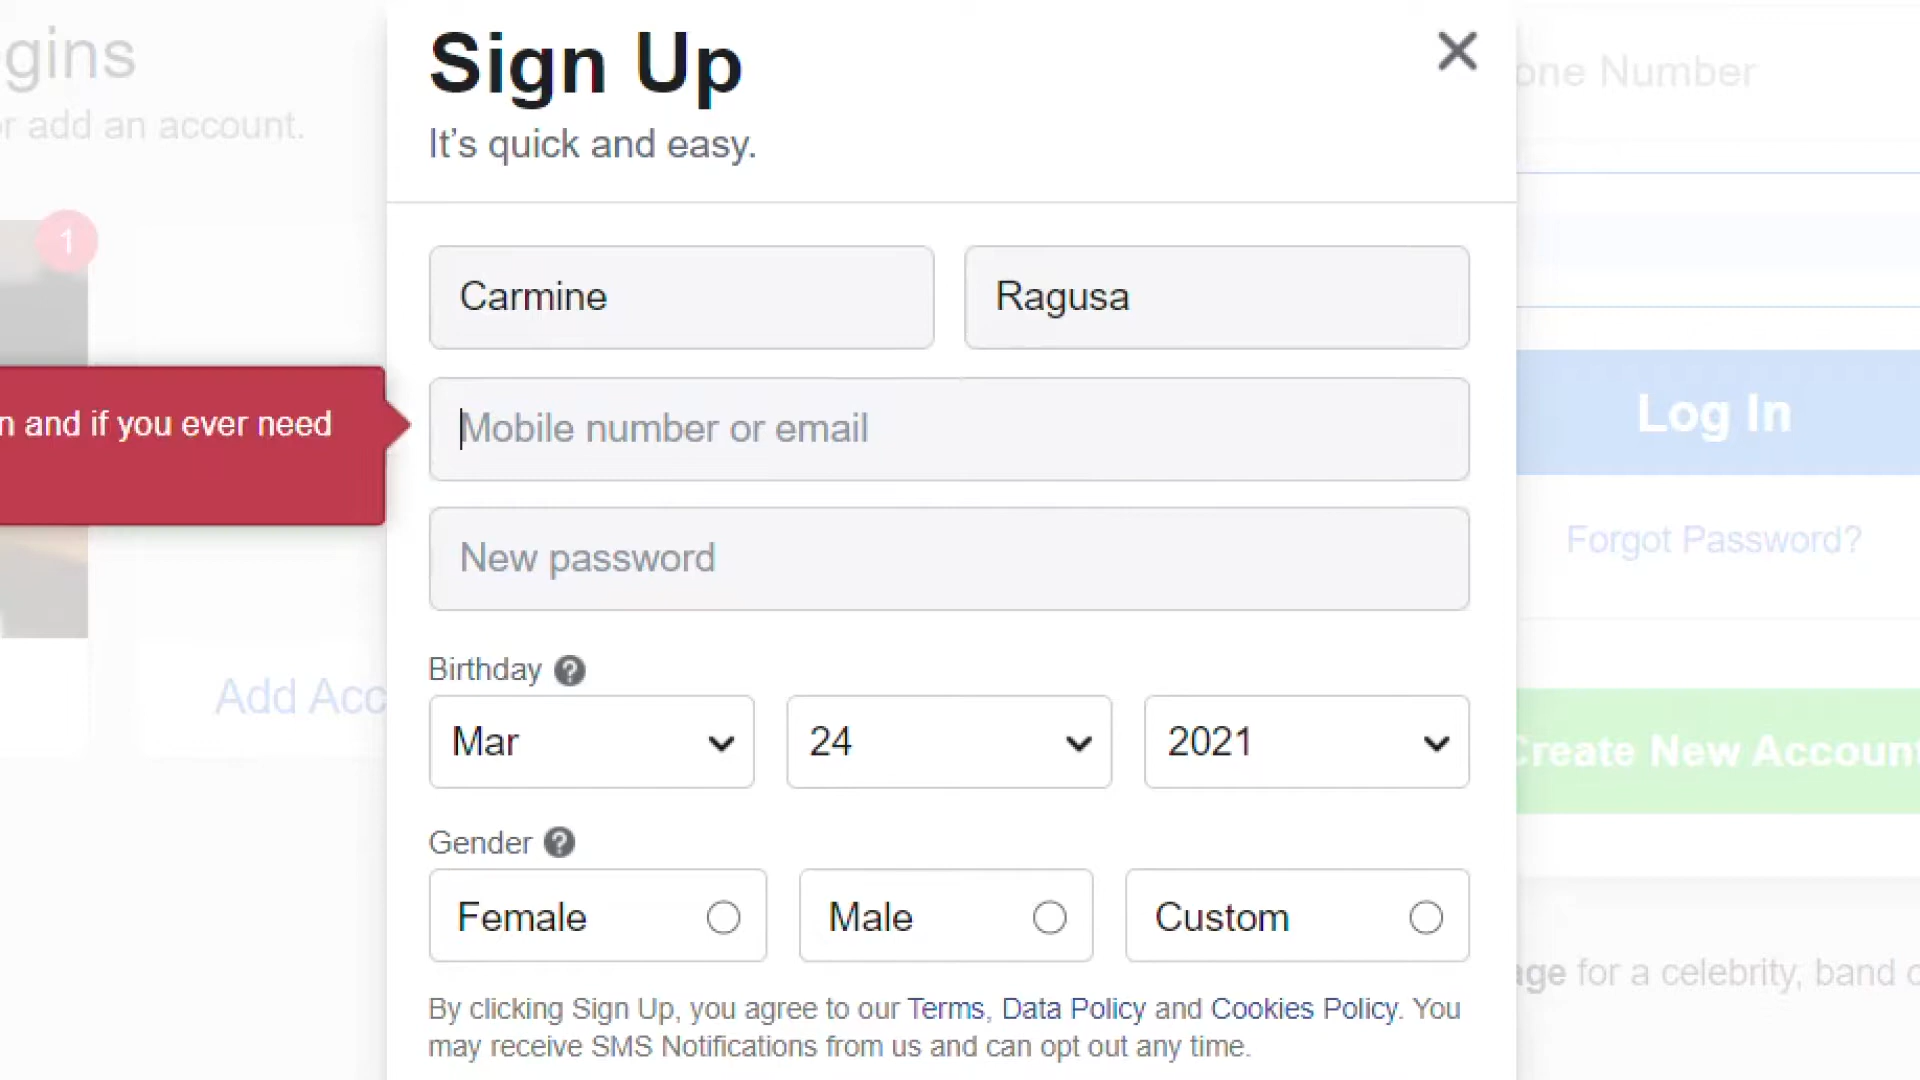 Sign Up
It's quick and easy.
gins
or add an account.
1
one Number
Carmine Ragusa
n and if you ever need
Mobile number or email
Log In
New password
Forgot Password?
Birthday ?
Add Acc
Mar 24 2021
Create New Account
Gender ?
Female Male Custom
age for a celebrity, band o
By clicking Sign Up, you agree to our Terms, Data Policy and Cookies Policy. You
may receive SMS Notifications from us and can opt out any time.